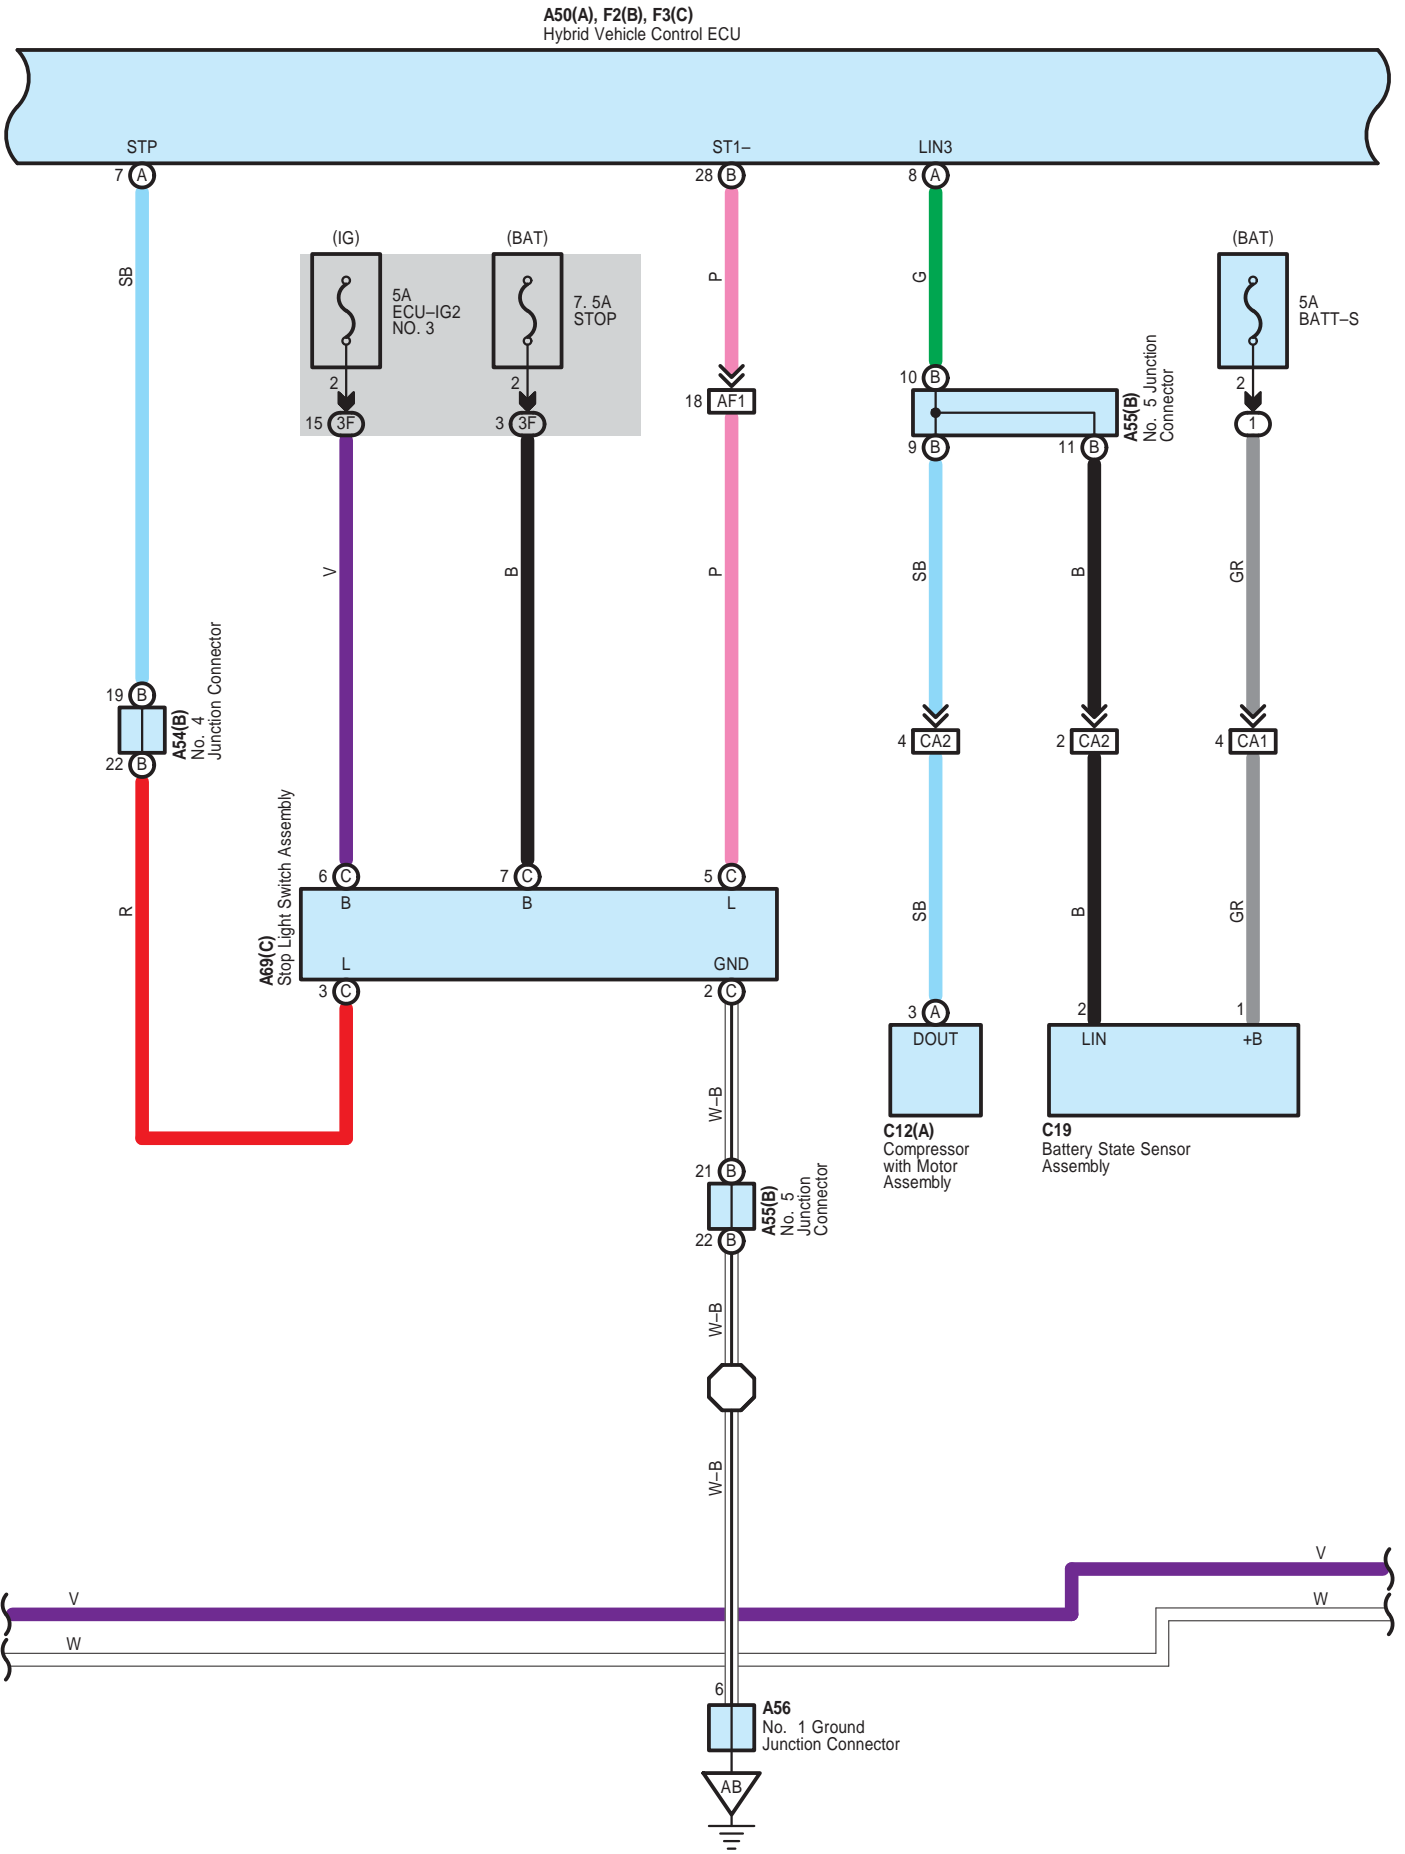 A50(A), F2(B), F3(C)
Hybrid Vehicle Control ECU
STP
ST1–
LIN3
7 A
28 B
8 A
(IG)
(BAT)
(BAT)
SB
P
G
5A
ECU–IG2
NO. 3
7. 5A
STOP
5A
BATT–S
2
2
2
15 3F
3 3F
18 AF1
10 B
A55(B)
No. 5 Junction
Connector
1
9 B
11 B
V
B
P
SB
B
GR
19 B
A54(B)
No. 4
Junction Connector
22 B
4 CA2
2 CA2
4 CA1
A69(C)
Stop Light Switch Assembly
6 C
7 C
5 C
B
B
L
R
SB
B
GR
L
GND
3 C
2 C
3 A
2
1
DOUT
LIN
+B
W–B
C12(A)
Compressor
with Motor
Assembly
C19
Battery State Sensor
Assembly
21 B
A55(B)
No. 5
Junction
Connector
22 B
W–B
W–B
V
V
W
W
6
A56
No. 1 Ground
Junction Connector
AB